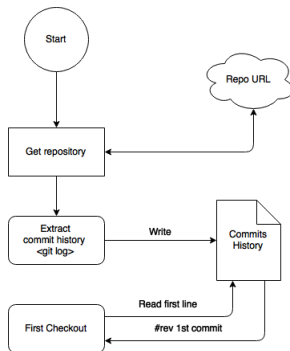 Start
Repo URL
Get repository
Extract
commit history
<git log>
Write
Commits
History
Read first line
First Checkout
#rev 1st commit